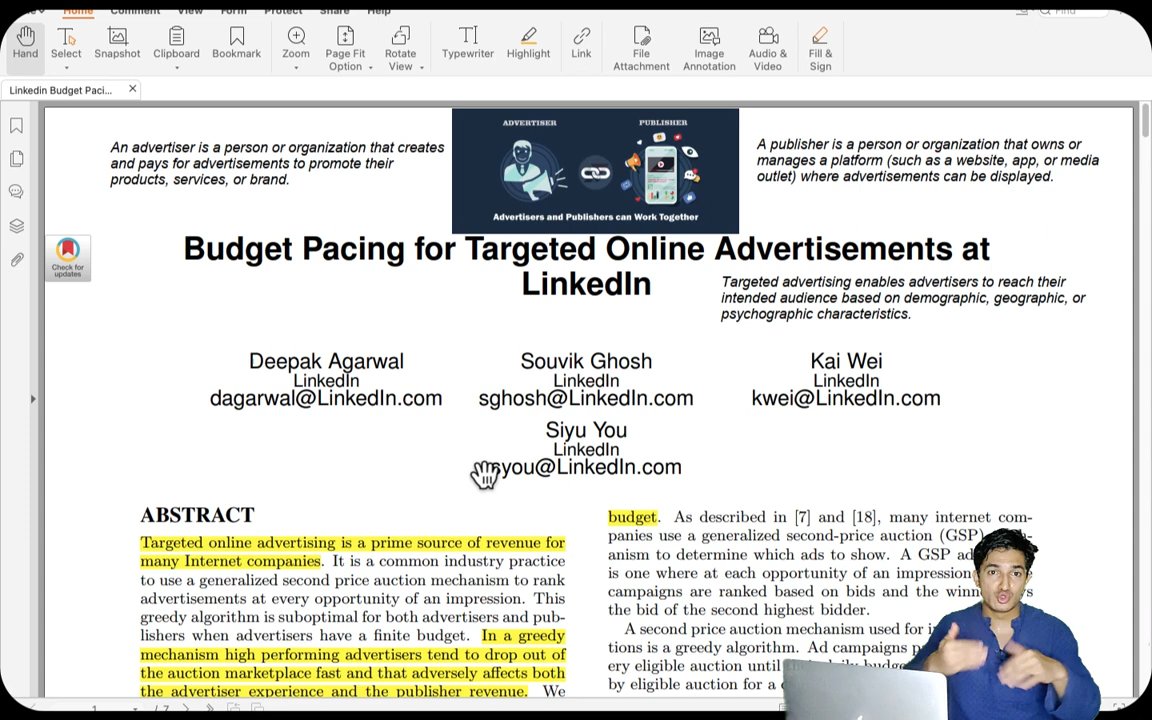 Home Comment View Form Protect Share Help
Find
Hand
Select
Snapshot
Clipboard
Bookmark
Zoom
Page Fit
Option
Rotate
View
Typewriter
Highlight
Link
File
Attachment
Image
Annotation
Audio &
Video
Fill &
Sign
Linkedin Budget Paci...
An advertiser is a person or organization that creates
and pays for advertisements to promote their
products, services, or brand.
ADVERTISER
PUBLISHER
Advertisers and Publishers can Work Together
A publisher is a person or organization that owns or
manages a platform (such as a website, app, or media
outlet) where advertisements can be displayed.
Check for
updates
Budget Pacing for Targeted Online Advertisements at
LinkedIn
Targeted advertising enables advertisers to reach their
intended audience based on demographic, geographic, or
psychographic characteristics.
Deepak Agarwal
LinkedIn
dagarwal@LinkedIn.com
Souvik Ghosh
LinkedIn
sghosh@LinkedIn.com
Kai Wei
LinkedIn
kwei@LinkedIn.com
Siyu You
LinkedIn
syou@LinkedIn.com
ABSTRACT
Targeted online advertising is a prime source of revenue for
many Internet companies. It is a common industry practice
to use a generalized second price auction mechanism to rank
advertisements at every opportunity of an impression. This
greedy algorithm is suboptimal for both advertisers and pub-
lishers when advertisers have a finite budget. In a greedy
mechanism high performing advertisers tend to drop out of
the auction marketplace fast and that adversely affects both
the advertiser experience and the publisher revenue. We
budget. As described in [7] and [18], many internet com-
panies use a generalized second-price auction (GSP)
anism to determine which ads to show. A GSP
is one where at each opportunity of an impression
campaigns are ranked based on bids and the
the bid of the second highest bidder.
A second price auction mechanism used for
tions is a greedy algorithm. Ad campaigns
ery eligible auction until
by eligible auction for a
1 / 7